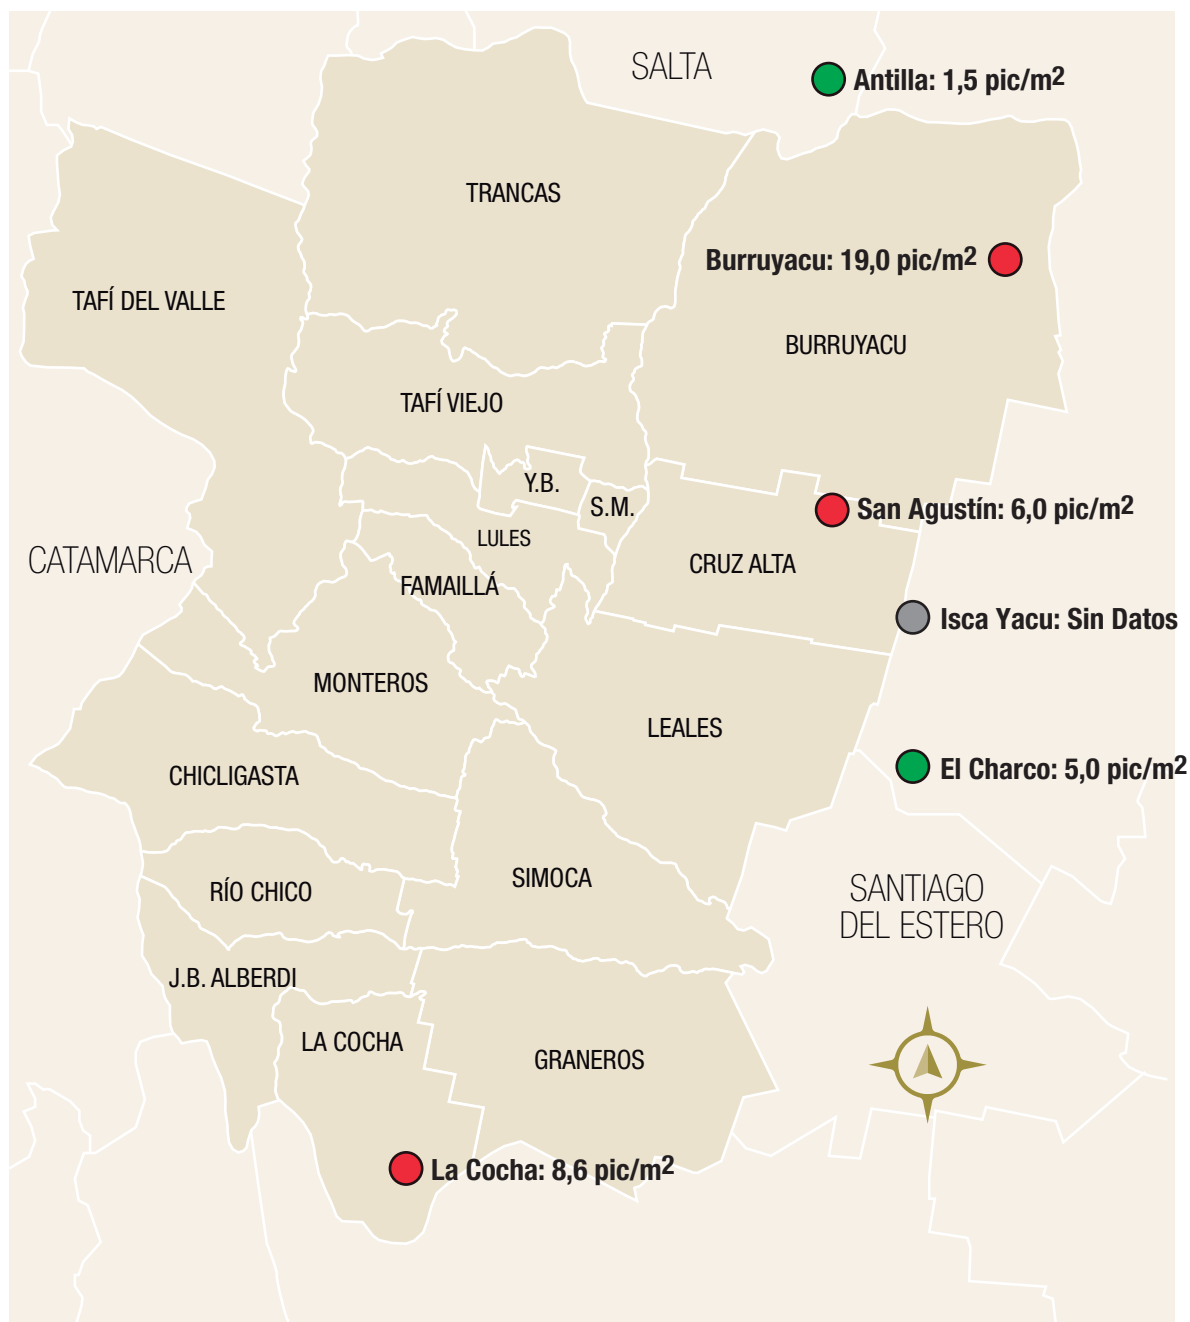 SALTA
Antilla: 1,5 pic/m2
TRANCAS
Burruyacu: 19,0 pic/m2
TAFÍ DEL VALLE
BURRUYACU
TAFÍ VIEJO
Y.B.
S.M.
San Agustín: 6,0 pic/m2
LULES
CATAMARCA
CRUZ ALTA
FAMAILLÁ
Isca Yacu: Sin Datos
MONTEROS
LEALES
CHICLIGASTA
El Charco: 5,0 pic/m2
SIMOCA
RÍO CHICO
SANTIAGO
DEL ESTERO
J.B. ALBERDI
LA COCHA
GRANEROS
La Cocha: 8,6 pic/m2